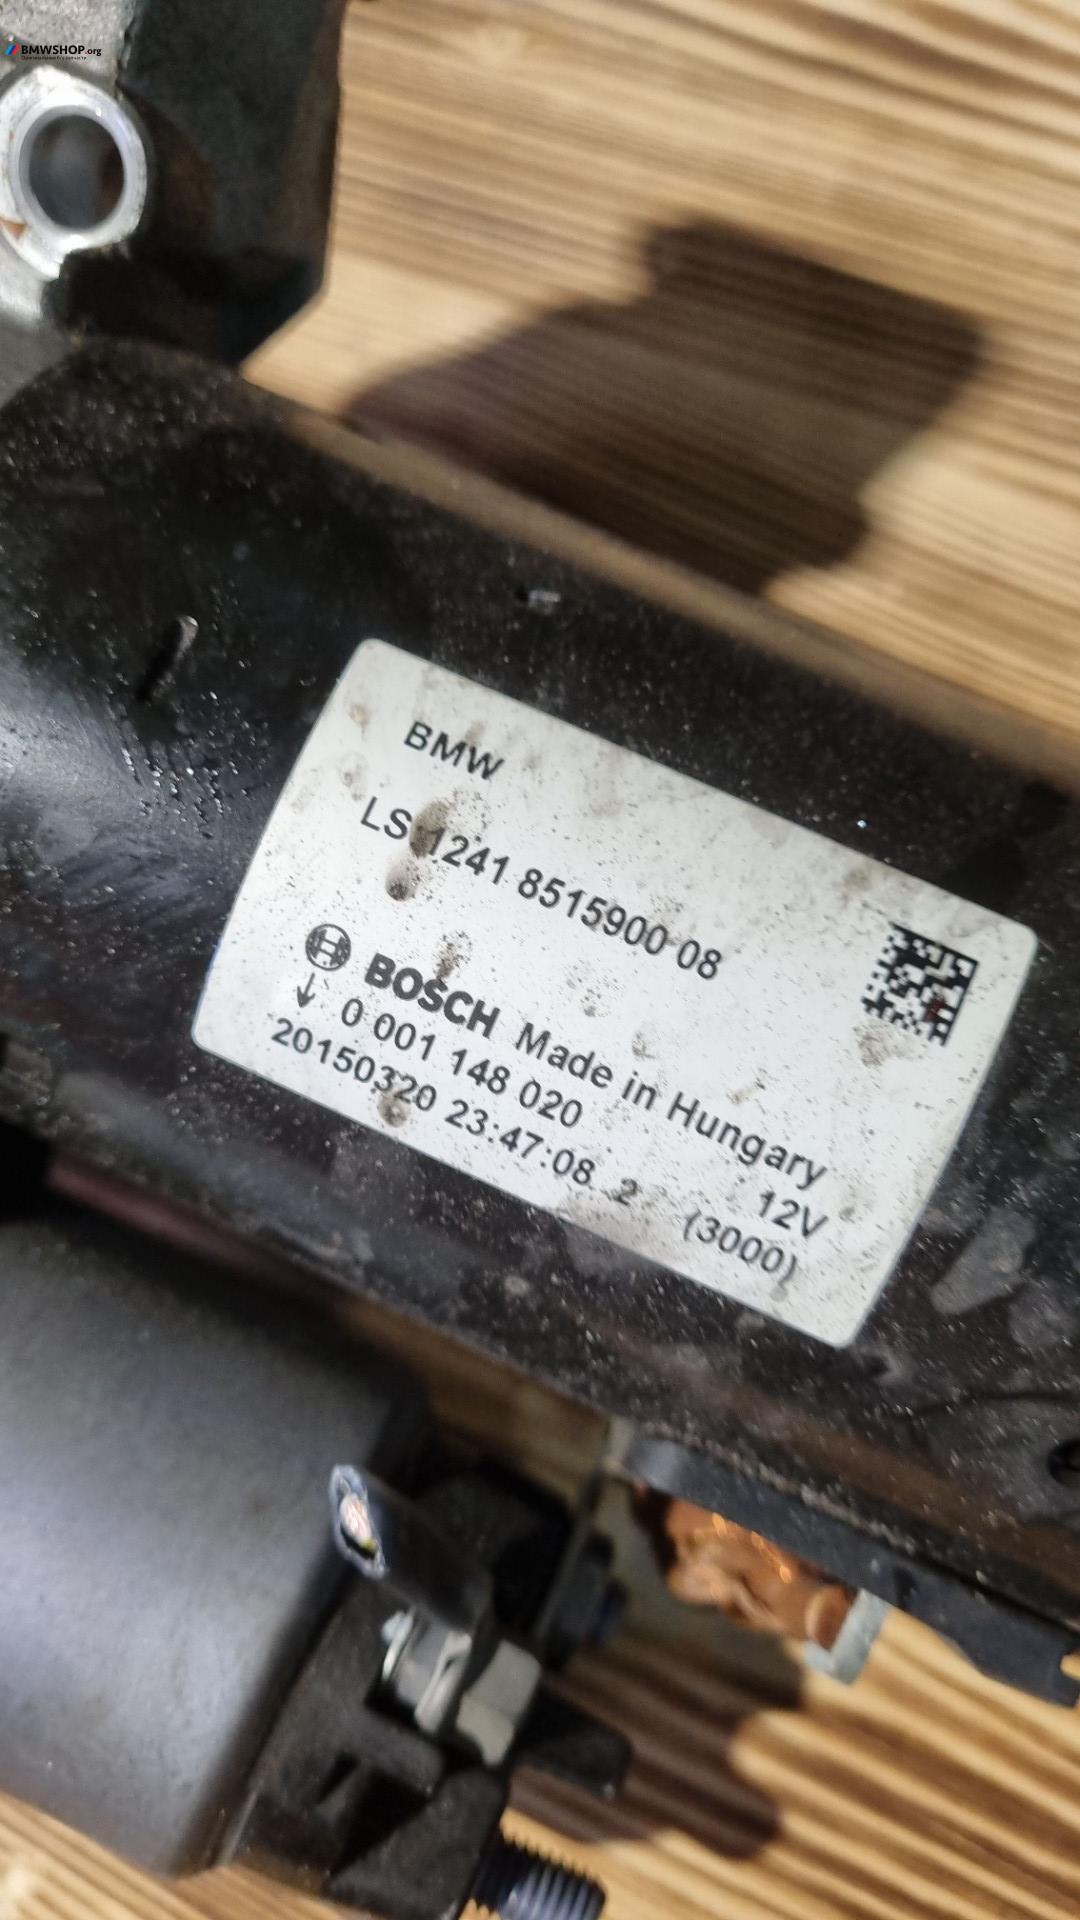 BMWSHOP.org
BMW
LS 1241 8515900 08
BOSCH Made in Hungary
↓ 0 001 148 020 12V
20150320 23:47:08 2 (3000)